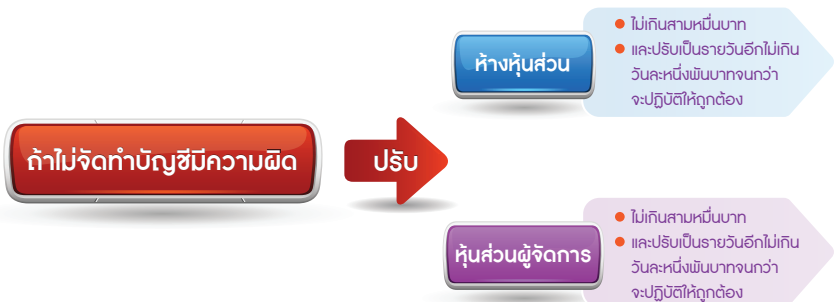 ถ้าไม่จัดทำบัญชีมีความผิด
ปรับ
ห้างหุ้นส่วน
● ไม่เกินสามหมื่นบาท
● และปรับเป็นรายวันอีกไม่เกิน
วันละหนึ่งพันบาทจนกว่า
จะปฏิบัติให้ถูกต้อง
หุ้นส่วนผู้จัดการ
● ไม่เกินสามหมื่นบาท
● และปรับเป็นรายวันอีกไม่เกิน
วันละหนึ่งพันบาทจนกว่า
จะปฏิบัติให้ถูกต้อง